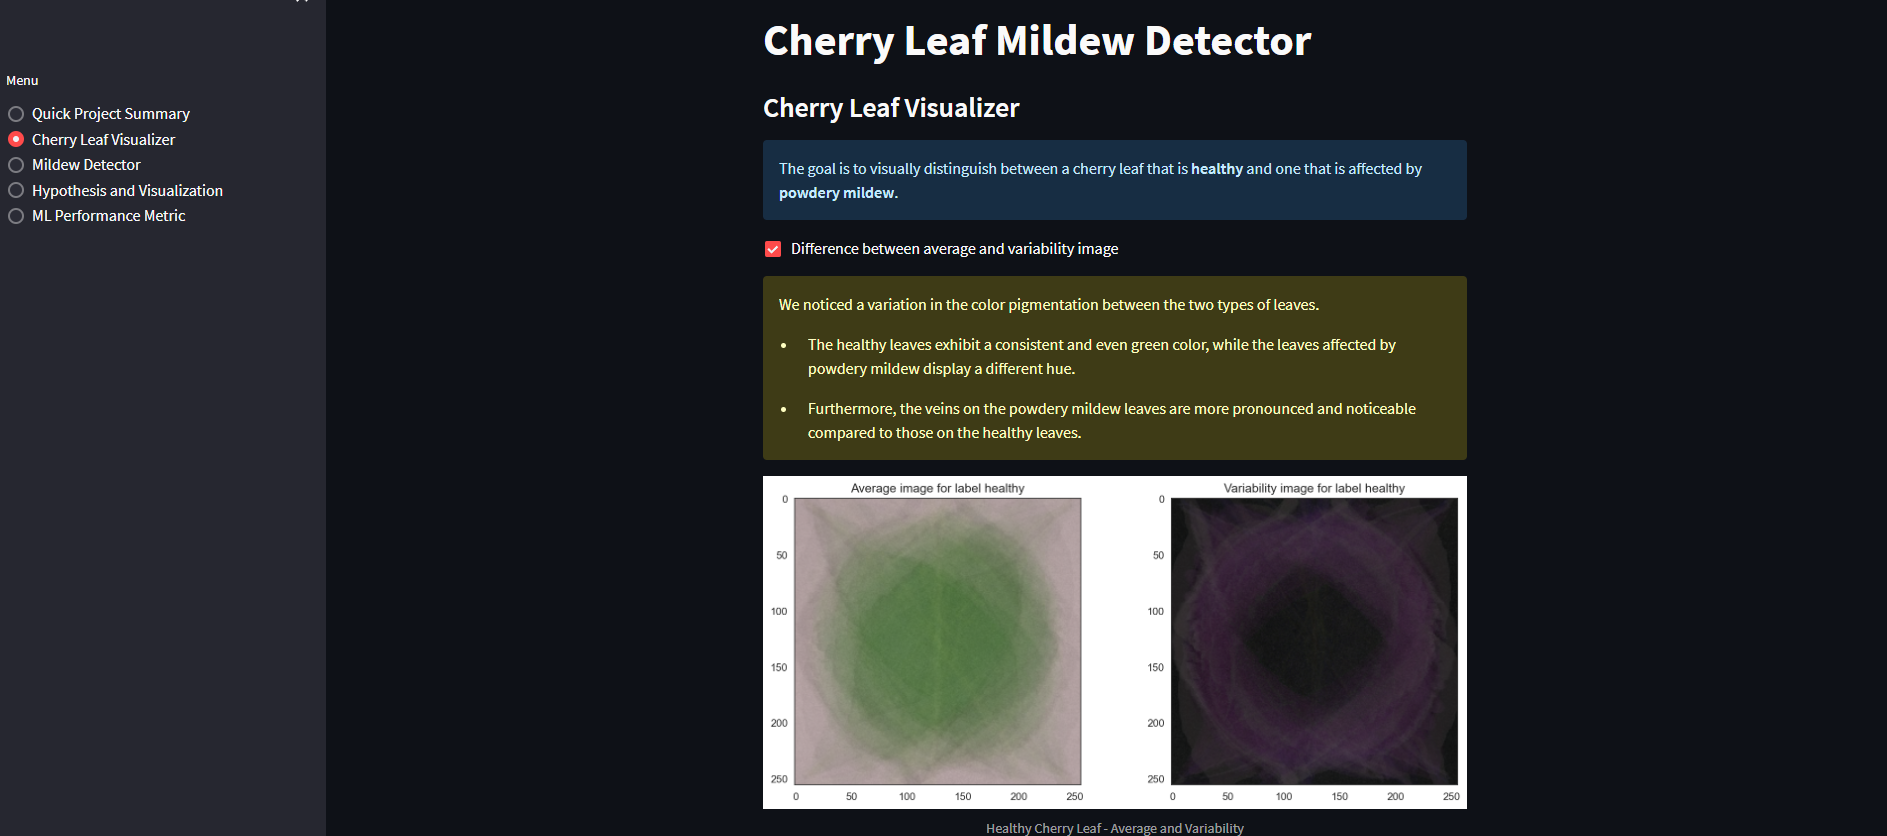 Cherry Leaf Mildew Detector
Menu
Quick Project Summary
Cherry Leaf Visualizer
Mildew Detector
Hypothesis and Visualization
ML Performance Metric
Cherry Leaf Visualizer
The goal is to visually distinguish between a cherry leaf that is healthy and one that is affected by
powdery mildew.
Difference between average and variability image
We noticed a variation in the color pigmentation between the two types of leaves.
• The healthy leaves exhibit a consistent and even green color, while the leaves affected by
powdery mildew display a different hue.
• Furthermore, the veins on the powdery mildew leaves are more pronounced and noticeable
compared to those on the healthy leaves.
Average image for label healthy
0
50
100
150
200
250
0 50 100 150 200 250
Variability image for label healthy
0
50
100
150
200
250
0 50 100 150 200 250
Healthy Cherry Leaf - Average and Variability